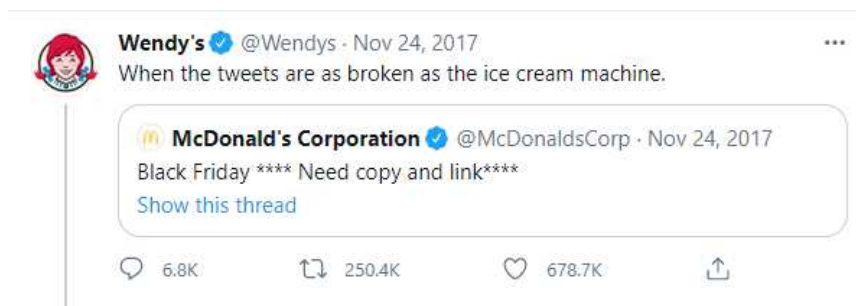 Wendy's @Wendys · Nov 24, 2017
When the tweets are as broken as the ice cream machine.
McDonald's Corporation @McDonaldsCorp · Nov 24, 2017
Black Friday **** Need copy and link****
Show this thread
6.8K 250.4K 678.7K